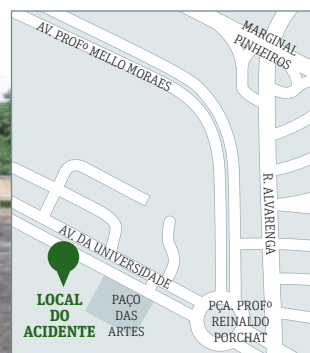 MARGINAL
PINHEIROS
AV. PROFº MELLO MORAES
R. ALVARENGA
AV. DA UNIVERSIDADE
LOCAL
DO
ACIDENTE
PAÇO
DAS
ARTES
PÇA. PROFº
REINALDO
PORCHAT